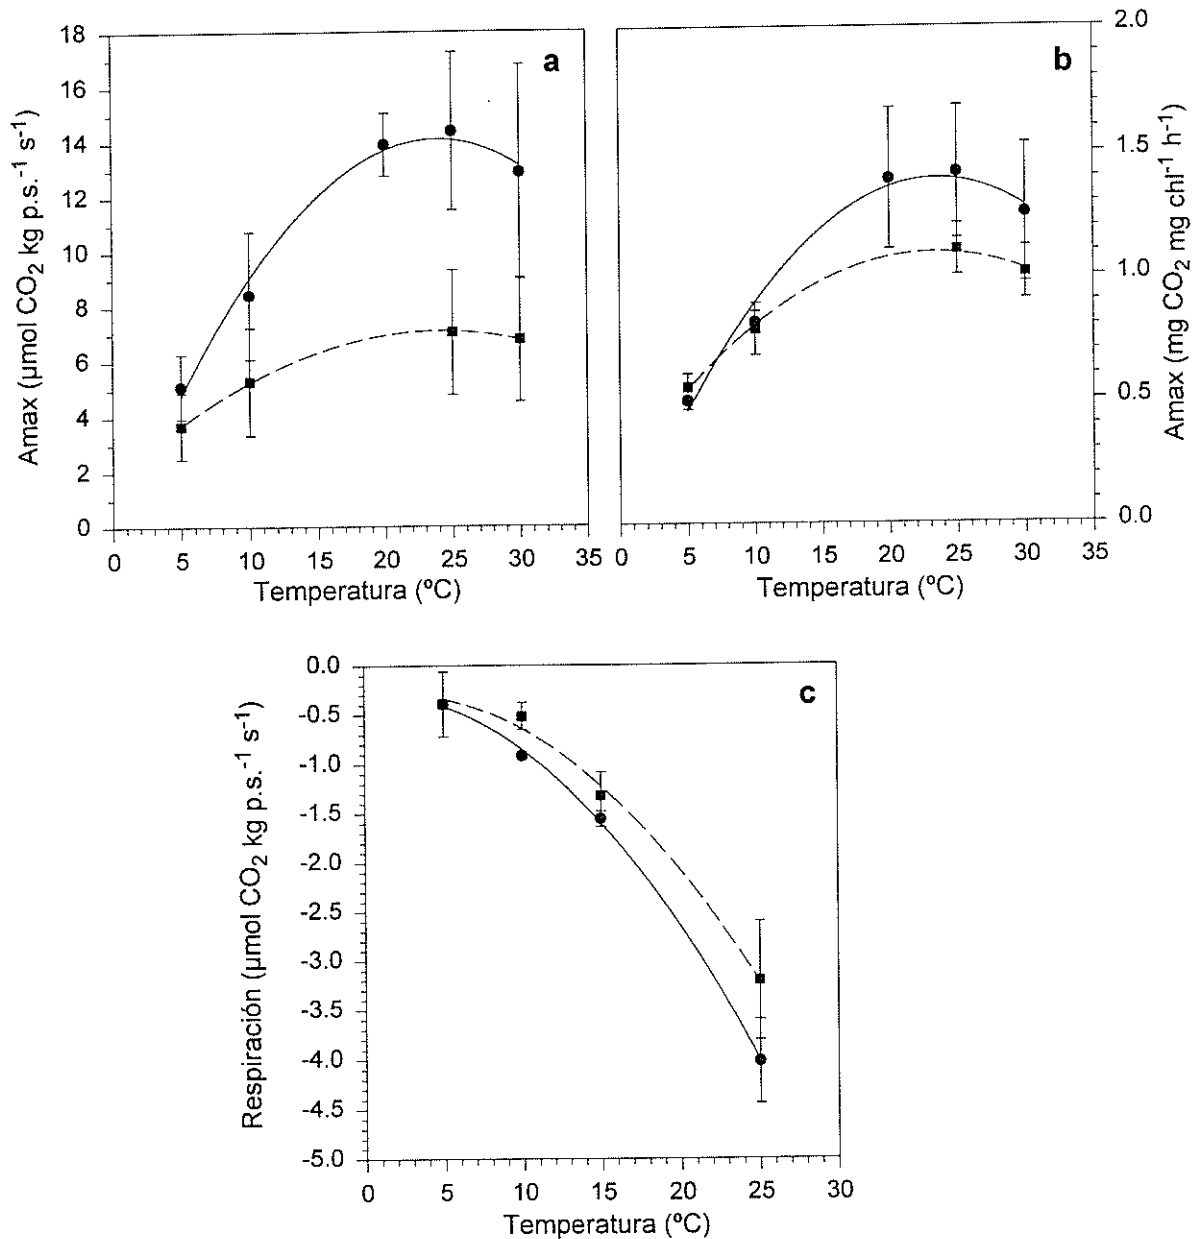 a
18
16
14
12
10
8
6
4
2
0
Amax (µmol CO2 kg p.s.-1 s-1)
0 5 10 15 20 25 30 35
Temperatura (ºC)
b
2.0
1.5
1.0
0.5
0.0
Amax (mg CO2 mg chl-1 h-1)
0 5 10 15 20 25 30 35
Temperatura (ºC)
c
0.0
-0.5
-1.0
-1.5
-2.0
-2.5
-3.0
-3.5
-4.0
-4.5
-5.0
Respiración (µmol CO2 kg p.s.-1 s-1)
0 5 10 15 20 25 30
Temperatura (ºC)